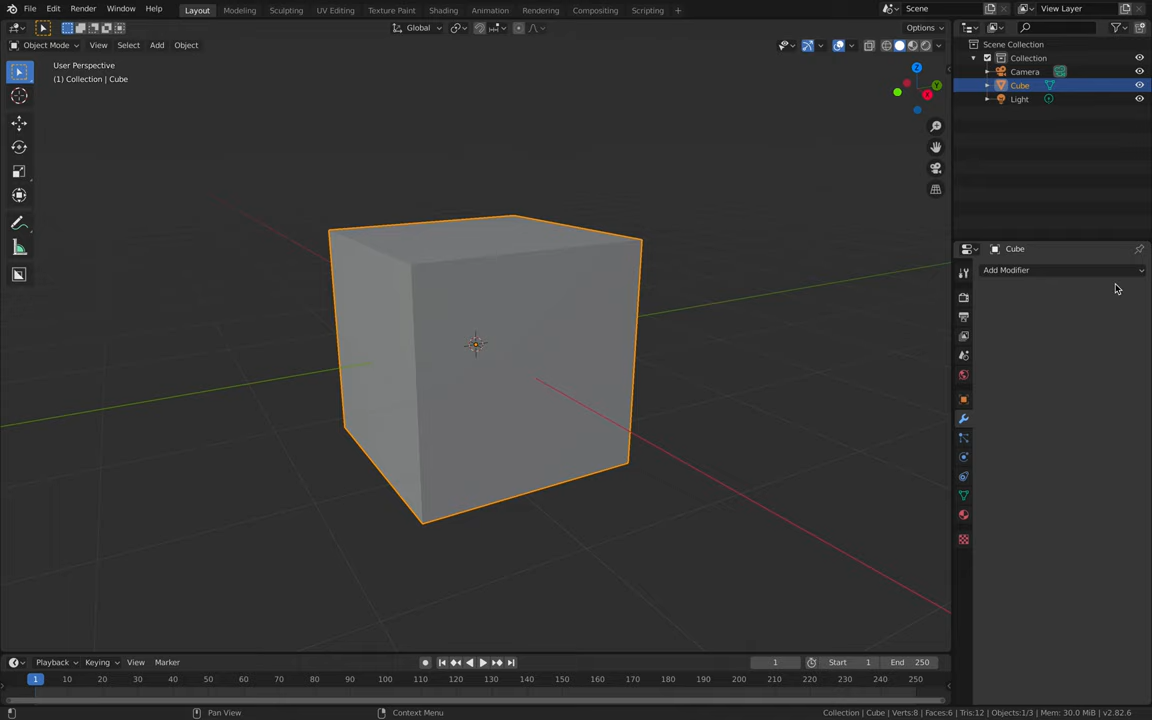 File Edit Render Window Help Layout Modeling Sculpting UV Editing Texture Paint Shading Animation Rendering Compositing Scripting + Scene View Layer
Global Options
Object Mode View Select Add Object
User Perspective
(1) Collection | Cube
Z
Y
X
Scene Collection
Collection
Camera
Cube
Light
Cube
Add Modifier
Playback Keying View Marker 1 Start 1 End 250
1 10 20 30 40 50 60 70 80 90 100 110 120 130 140 150 160 170 180 190 200 210 220 230 240 250
Pan View Context Menu Collection | Cube | Verts:8 | Faces:6 | Tris:12 | Objects:1/3 | Mem: 30.0 MiB | v2.82.6